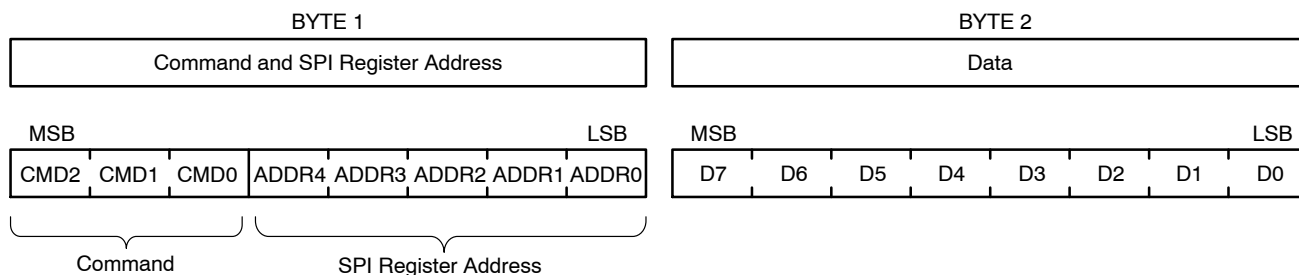 BYTE 1 BYTE 2
Command and SPI Register Address Data
MSB LSB MSB LSB
CMD2 CMD1 CMD0 ADDR4 ADDR3 ADDR2 ADDR1 ADDR0 D7 D6 D5 D4 D3 D2 D1 D0
Command SPI Register Address